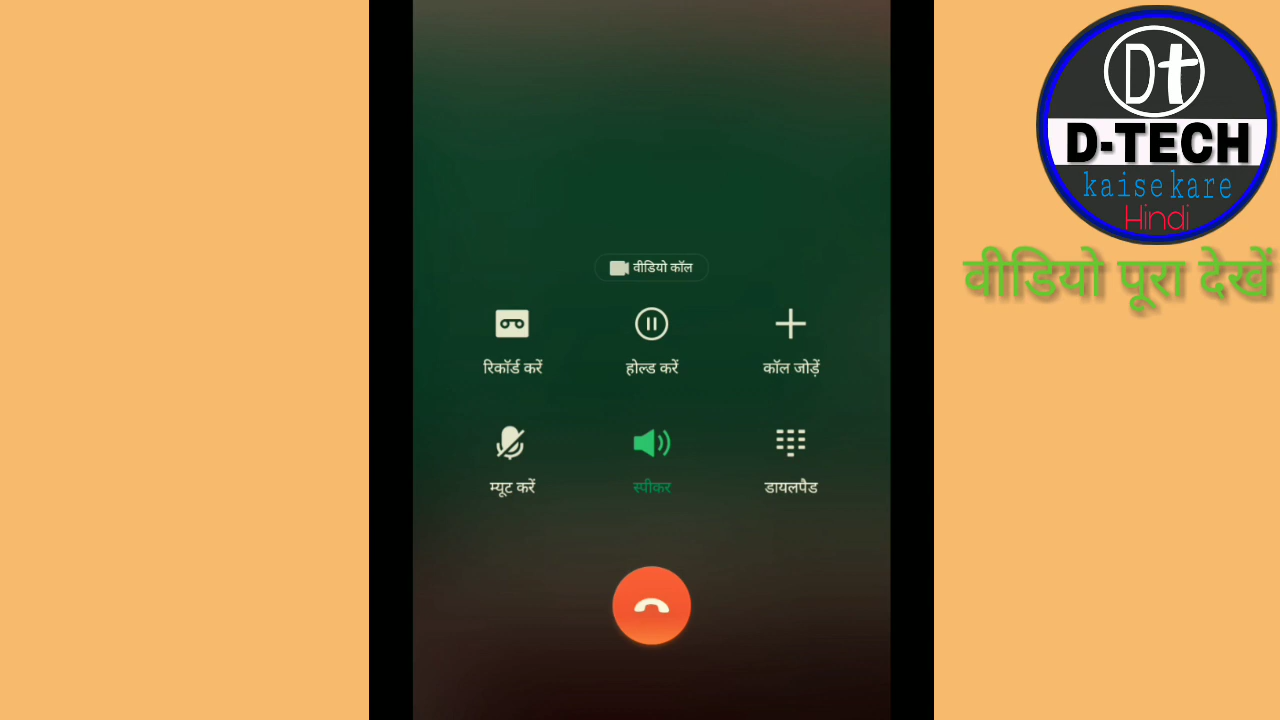 वीडियो कॉल
रिकॉर्ड करें
होल्ड करें
कॉल जोड़ें
म्यूट करें
स्पीकर
डायलपैड
Dt
D-TECH
kaise kare
Hindi
वीडियो पूरा देखें